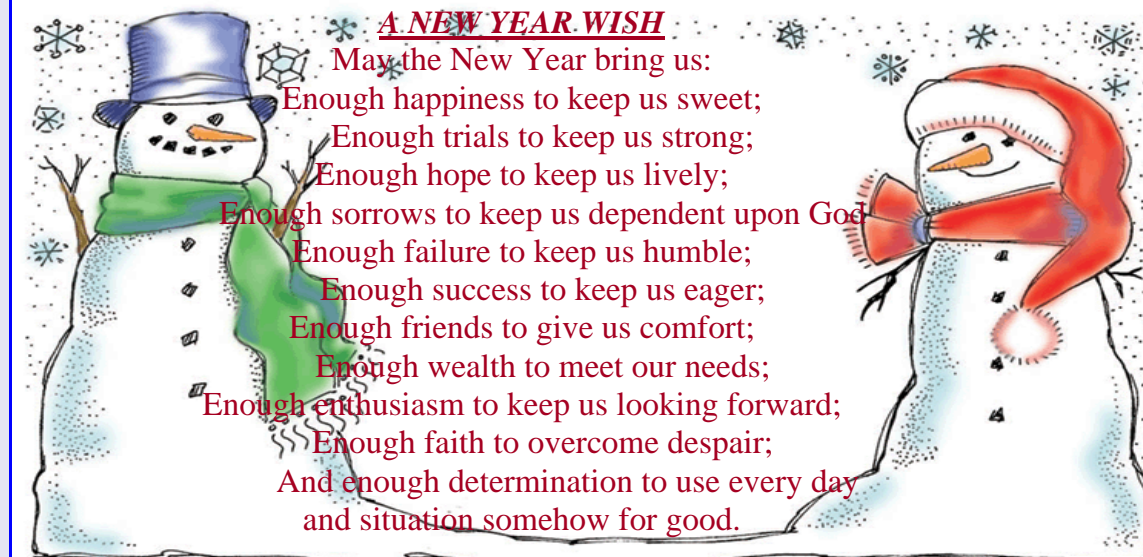 A NEW YEAR WISH
May the New Year bring us:
Enough happiness to keep us sweet;
Enough trials to keep us strong;
Enough hope to keep us lively;
Enough sorrows to keep us dependent upon God
Enough failure to keep us humble;
Enough success to keep us eager;
Enough friends to give us comfort;
Enough wealth to meet our needs;
Enough enthusiasm to keep us looking forward;
Enough faith to overcome despair;
And enough determination to use every day
and situation somehow for good.